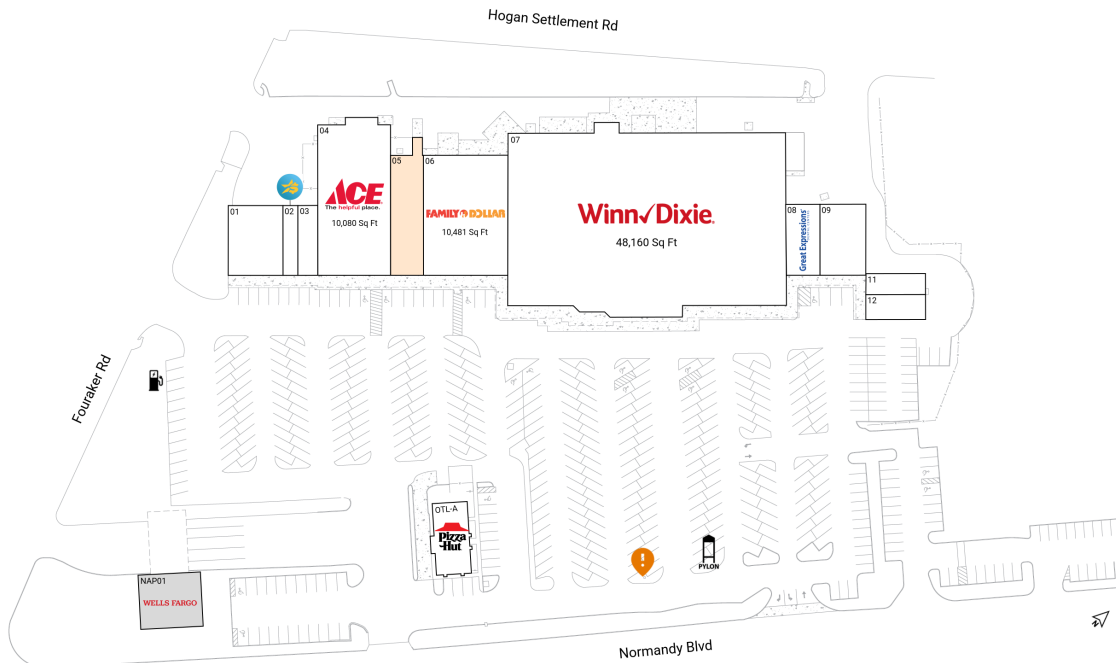 Hogan Settlement Rd
04
ACE
The helpful place.
10,080 Sq Ft
05
06
FAMILY DOLLAR
10,481 Sq Ft
07
Winn Dixie
48,160 Sq Ft
01
02
03
08
Great Expressions
09
11
12
Fouraker Rd
OTL-A
Pizza
Hut
PYLON
NAP01
WELLS FARGO
Normandy Blvd